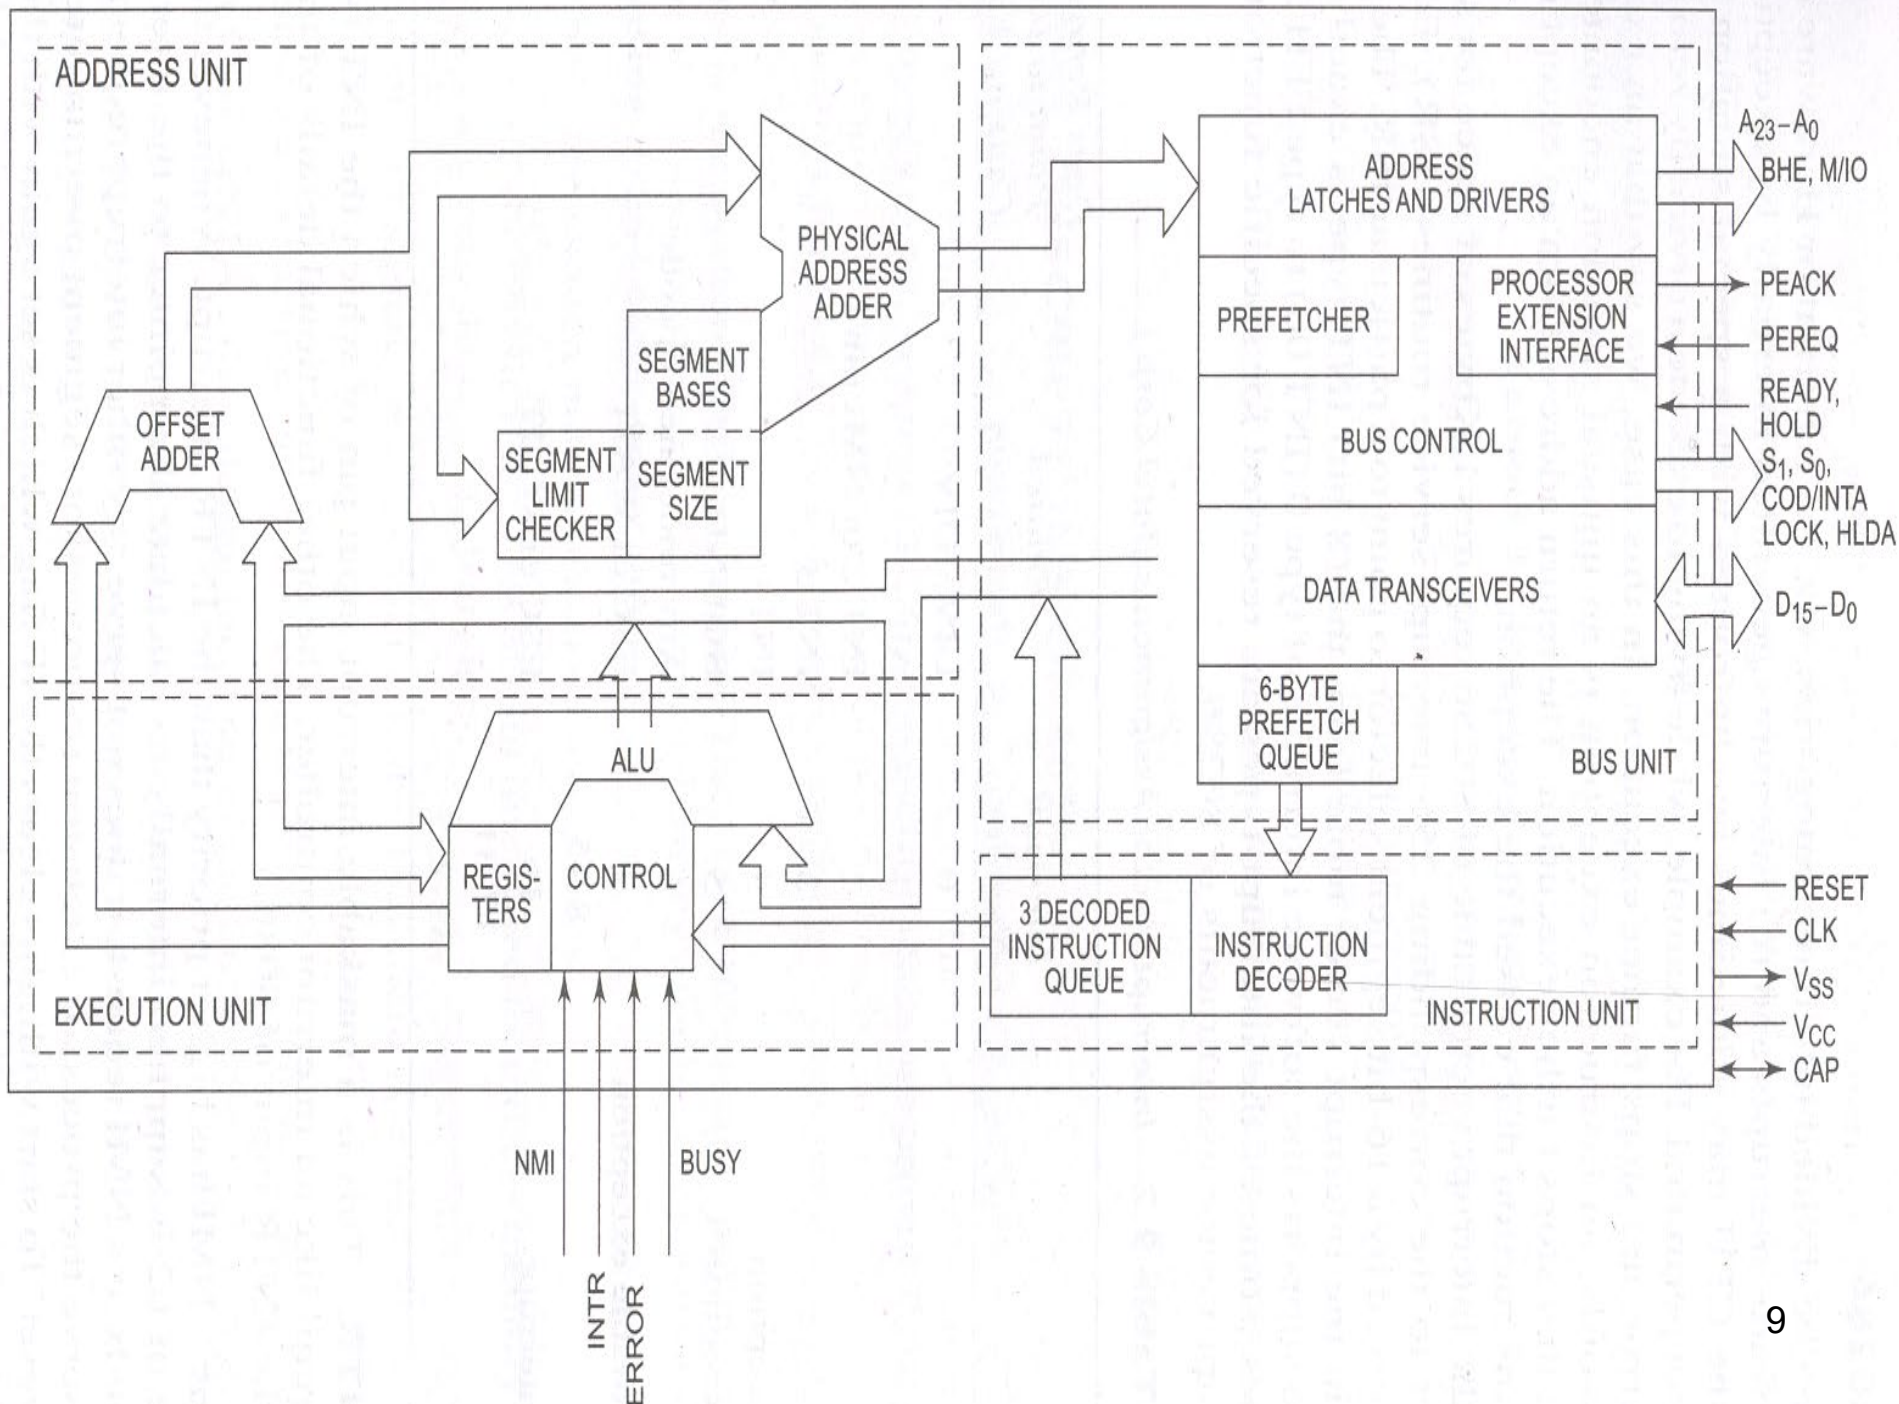 ADDRESS UNIT
OFFSET
ADDER
PHYSICAL
ADDRESS
ADDER
SEGMENT
BASES
SEGMENT
LIMIT
CHECKER
SEGMENT
SIZE
ADDRESS
LATCHES AND DRIVERS
PREFETCHER
PROCESSOR
EXTENSION
INTERFACE
BUS CONTROL
DATA TRANSCEIVERS
6-BYTE
PREFETCH
QUEUE
BUS UNIT
A23–A0
BHE, M/IO
PEACK
PEREQ
READY,
HOLD
S1, S0,
COD/INTA
LOCK, HLDA
D15–D0
ALU
REGIS-
TERS
CONTROL
EXECUTION UNIT
3 DECODED
INSTRUCTION
QUEUE
INSTRUCTION
DECODER
INSTRUCTION UNIT
RESET
CLK
VSS
VCC
CAP
NMI
INTR
ERROR
BUSY
9